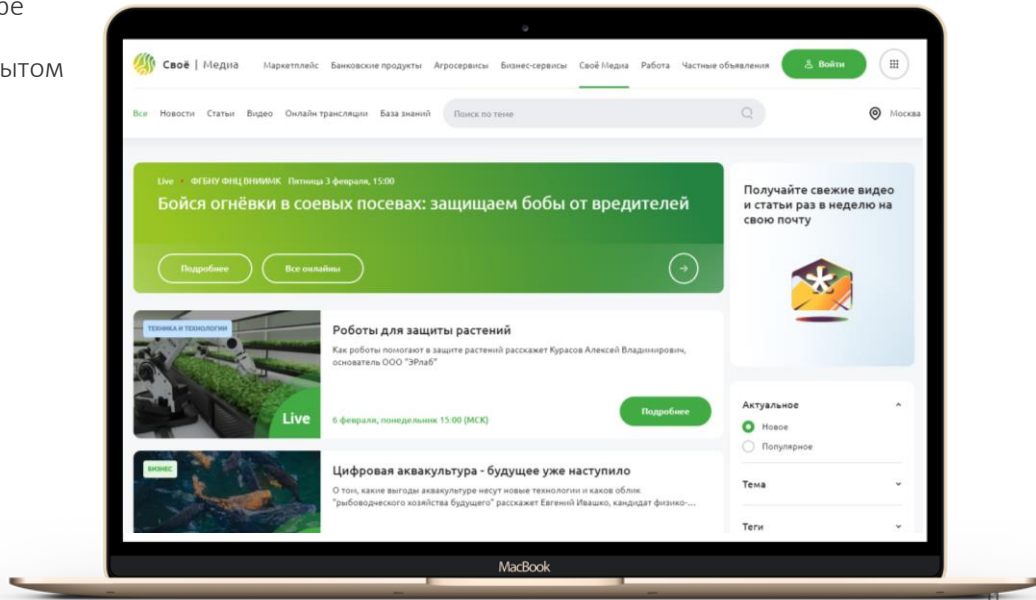 ре
ытом
Своё | Медиа
Маркетплейс Банковские продукты Агросервисы Бизнес-сервисы Своё Медиа Работа Частные объявления
Войти
Все Новости Статьи Видео Онлайн трансляции База знаний
Поиск по теме
Москва
Live • ФГБНУ ФНЦ ВНИИМК Пятница 3 февраля, 15:00
Бойся огнёвки в соевых посевах: защищаем бобы от вредителей
Подробнее
Все онлайны
Получайте свежие видео
и статьи раз в неделю на
свою почту
ТЕХНИКА И ТЕХНОЛОГИИ
Live
Роботы для защиты растений
Как роботы помогают в защите растений расскажет Курасов Алексей Владимирович,
основатель ООО "ЭРлаб"
6 февраля, понедельник 15:00 (МСК)
Подробнее
БИЗНЕС
Цифровая аквакультура - будущее уже наступило
О том, какие выгоды аквакультуре несут новые технологии и каков облик
"рыбоводческого хозяйства будущего" расскажет Евгений Ивашко, кандидат физико-...
Актуальное
Новое
Популярное
Тема
Теги
MacBook